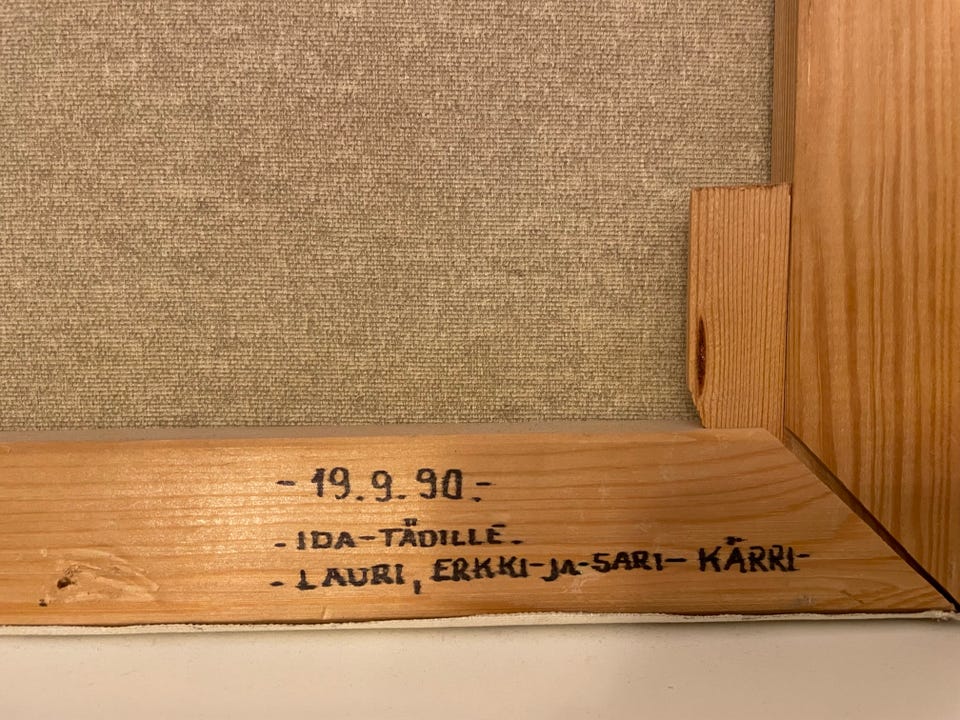 - 19.9.90.-
- IDA-TÄDILLE.
- LAURI, ERKKI-JA-SARI- KÄRRI-